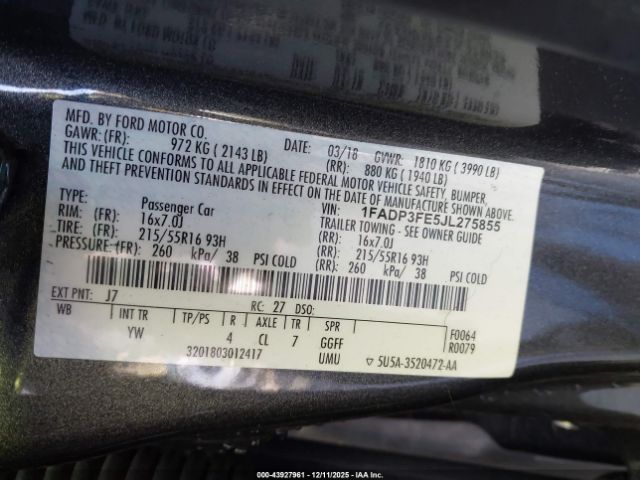 MFD. BY FORD MOTOR CO.
DATE: 03/18 GVWR: 1810 KG ( 3990 LB)
GAWR: (FR): 972 KG ( 2143 LB) (RR): 880 KG ( 1940 LB)
THIS VEHICLE CONFORMS TO ALL APPLICABLE FEDERAL MOTOR VEHICLE SAFETY, BUMPER,
AND THEFT PREVENTION STANDARDS IN EFFECT ON THE DATE OF MANUFACTURE SHOWN ABOVE.
VIN: 1FADP3FE5JL275855
TYPE: Passenger Car TRAILER TOWING - SEE OWNER GUIDE
RIM: (FR): 16x7.0J (RR): 16x7.0J
TIRE: (FR): 215/55R16 93H (RR): 215/55R16 93H
PRESSURE: (FR): 260 kPa/ 38 PSI COLD (RR): 260 kPa/ 38 PSI COLD
EXT PNT: J7 RC: 27 DSO:
WB INT TR TP/PS R AXLE TR SPR F0064
YW 4 CL 7 GGFF R0079
3201803012417 UMU ▽ 5U5A-3520472-AA
000-43927961 - 12/11/2025 - IAA, Inc.